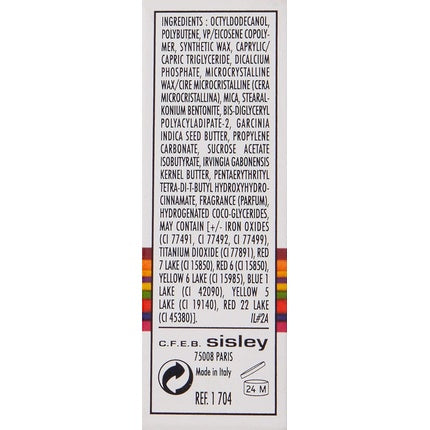 INGREDIENTS : OCTYLDODECANOL,
POLYBUTENE, VP/EICOSENE COPOLY-
MER, SYNTHETIC WAX, CAPRYLIC/
CAPRIC TRIGLYCERIDE, DICALCIUM
PHOSPHATE, MICROCRYSTALLINE
WAX/CIRE MICROCRISTALLINE (CERA
MICROCRISTALLINA), MICA, STEARAL-
KONIUM BENTONITE, BIS-DIGLYCERYL
POLYACYLADIPATE-2, GARCINIA
INDICA SEED BUTTER, PROPYLENE
CARBONATE, SUCROSE ACETATE
ISOBUTYRATE, IRVINGIA GABONENSIS
KERNEL BUTTER, PENTAERYTHRITYL
TETRA-DI-T-BUTYL HYDROXYHYDRO-
CINNAMATE, FRAGRANCE (PARFUM),
HYDROGENATED COCO-GLYCERIDES,
MAY CONTAIN [+/- IRON OXIDES
(CI 77491, CI 77492, CI 77499),
TITANIUM DIOXIDE (CI 77891), RED
7 LAKE (CI 15850), RED 6 (CI 15850),
YELLOW 6 LAKE (CI 15985), BLUE 1
LAKE (CI 42090), YELLOW 5
LAKE (CI 19140), RED 22 LAKE
(CI 45380)]. IL#2A
C.F.E.B. sisley
75008 PARIS
Made in Italy
24 M
REF. 1 704